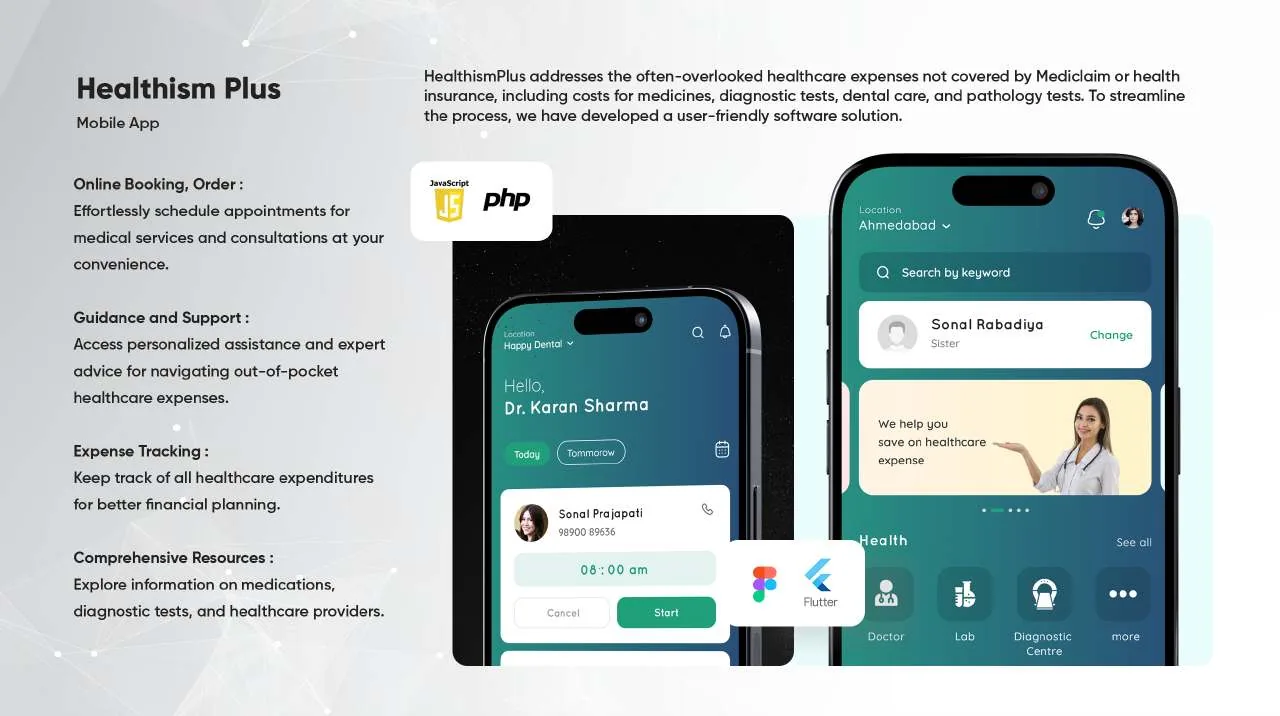 Healthism Plus
Mobile App
HealthismPlus addresses the often-overlooked healthcare expenses not covered by Mediclaim or health
insurance, including costs for medicines, diagnostic tests, dental care, and pathology tests. To streamline
the process, we have developed a user-friendly software solution.
Online Booking, Order :
Effortlessly schedule appointments for
medical services and consultations at your
convenience.
Guidance and Support :
Access personalized assistance and expert
advice for navigating out-of-pocket
healthcare expenses.
Expense Tracking :
Keep track of all healthcare expenditures
for better financial planning.
Comprehensive Resources :
Explore information on medications,
diagnostic tests, and healthcare providers.
JavaScript
JS
php
Location
Happy Dental
Hello,
Dr. Karan Sharma
Today
Tommorow
Sonal Prajapati
98900 89636
08 : 00 am
Cancel
Start
Flutter
Location
Ahmedabad
Search by keyword
Sonal Rabadiya
Sister
Change
We help you
save on healthcare
expense
Health
See all
Doctor
Lab
Diagnostic
Centre
more